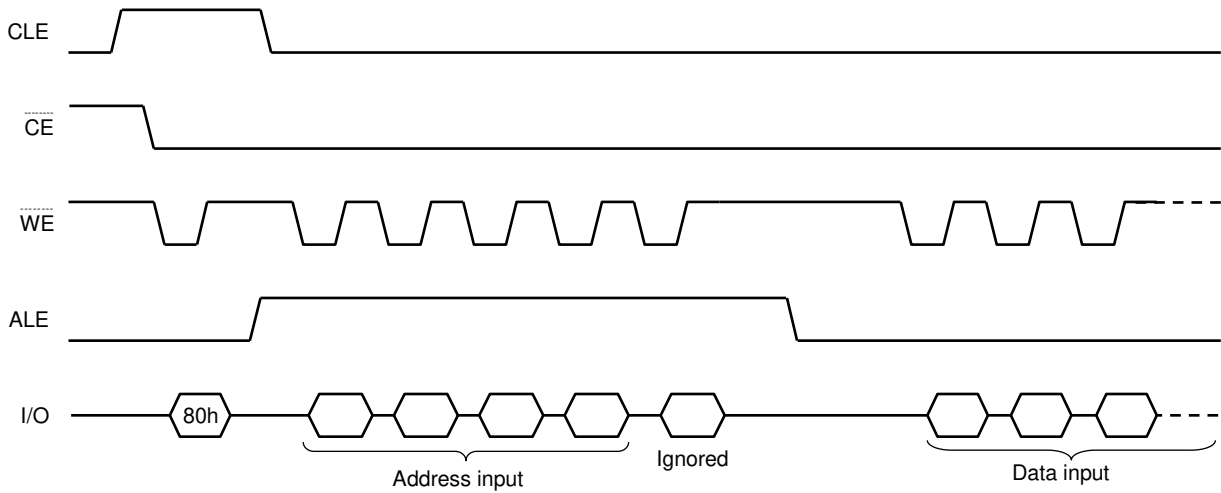 CLE
CE
WE
ALE
I/O
80h
Address input
Ignored
Data input